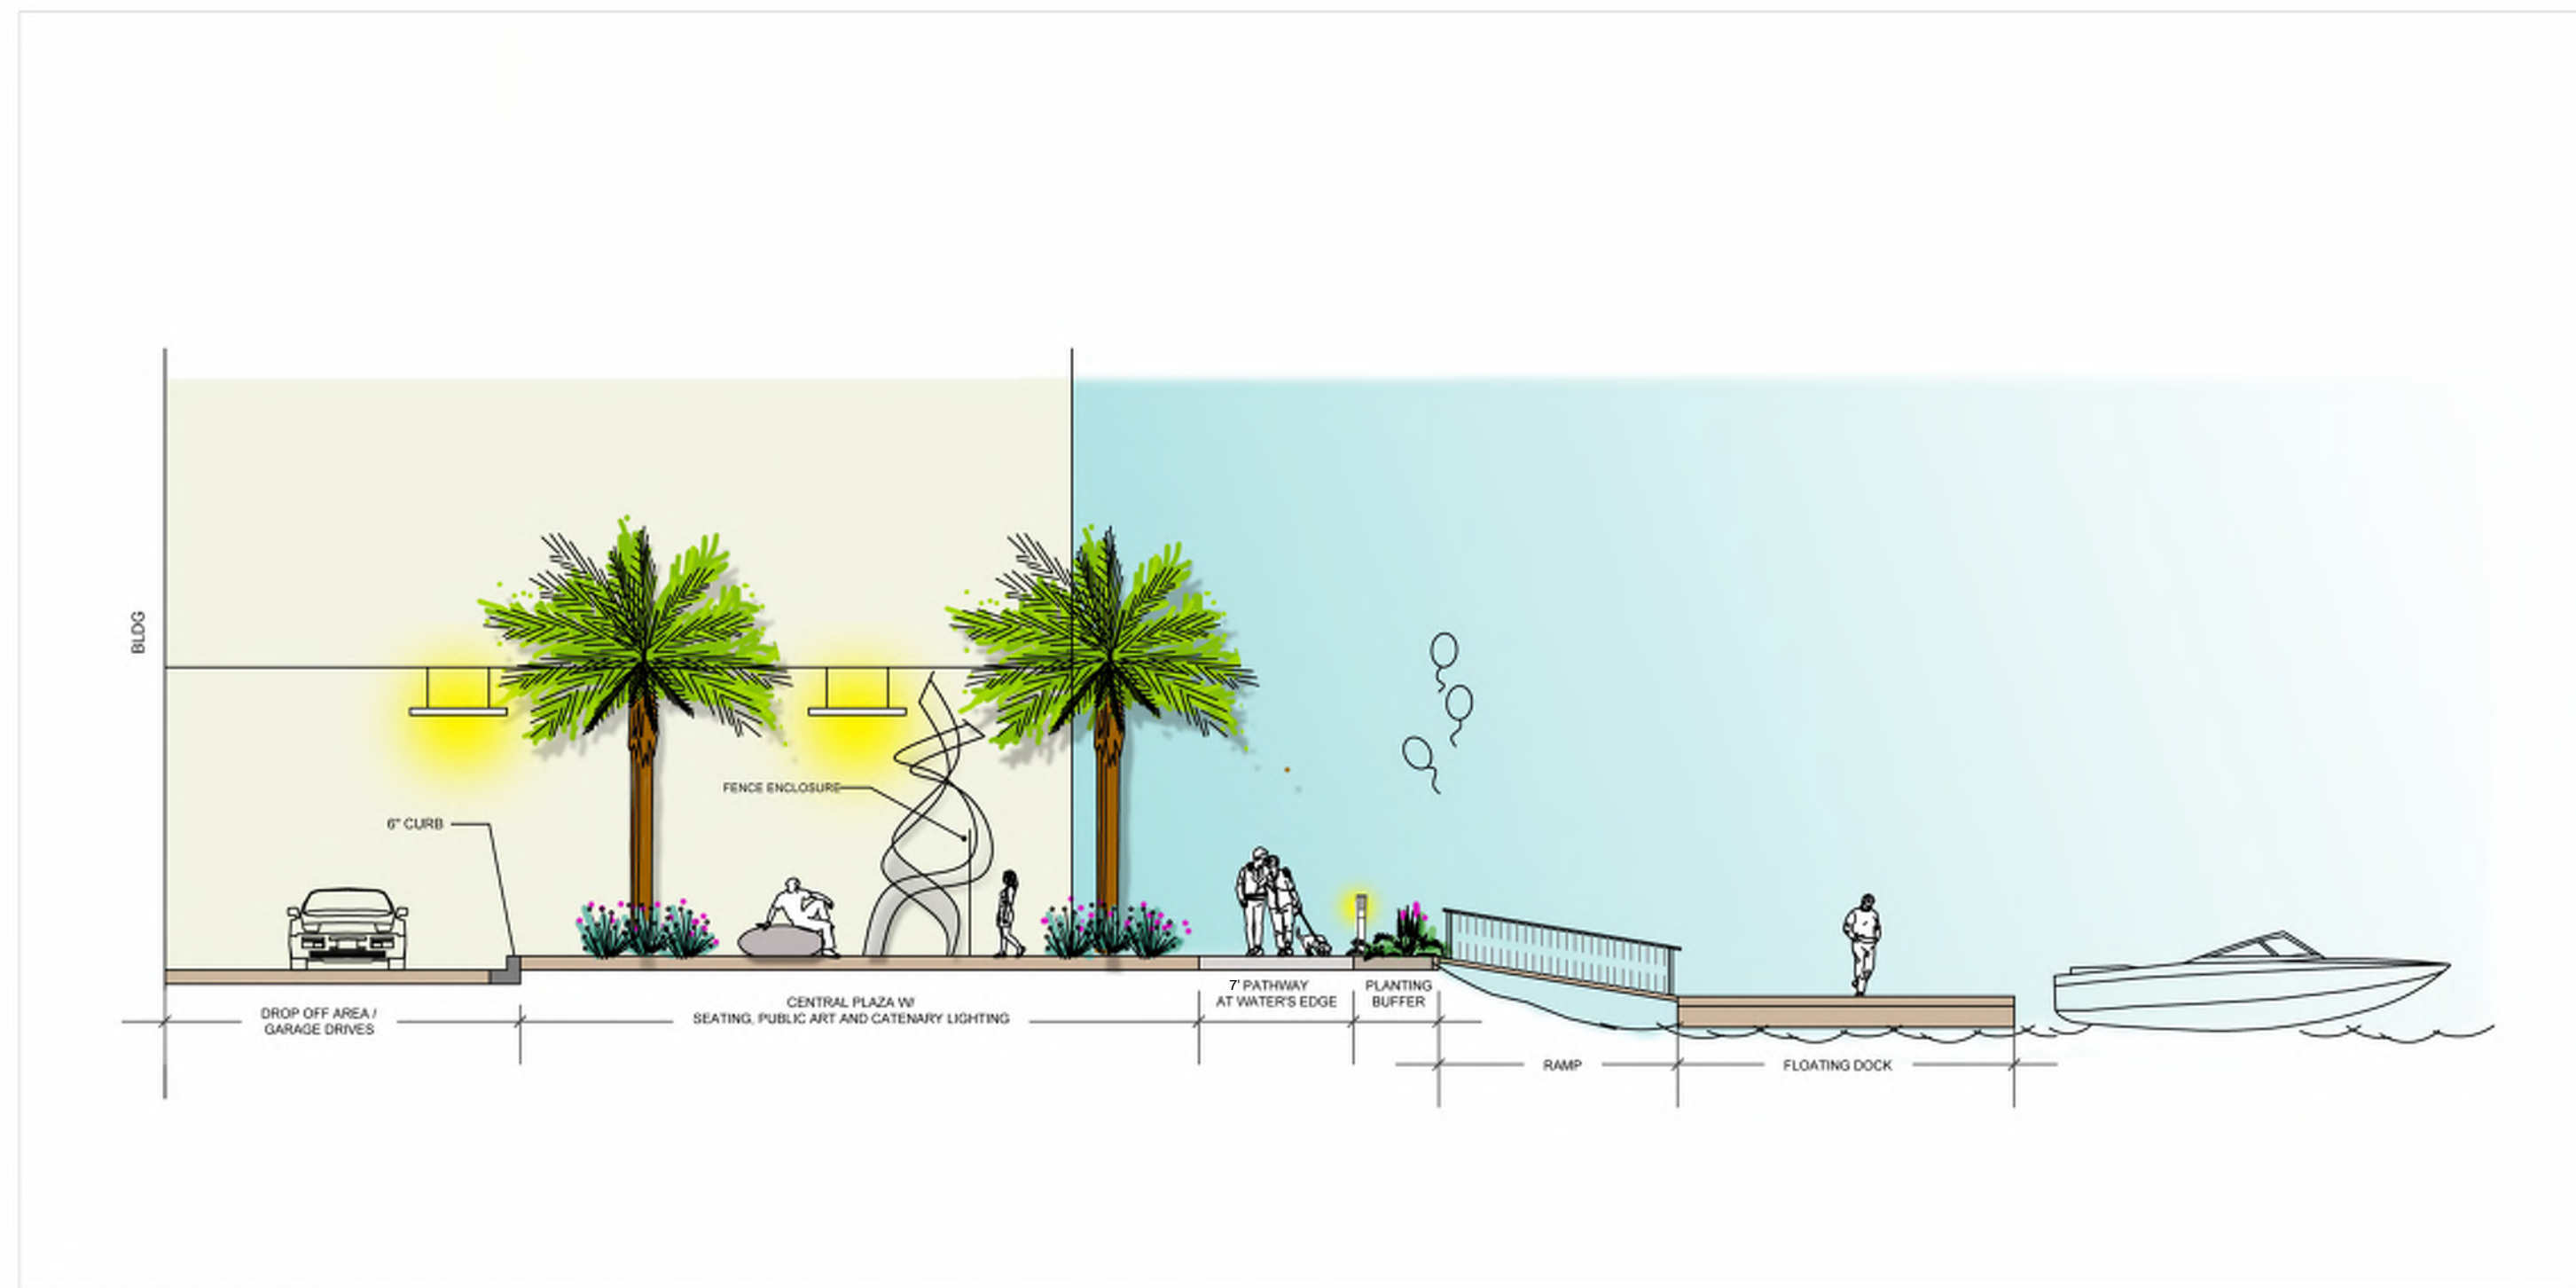 BLDG
FENCE ENCLOSURE
6" CURB
DROP OFF AREA /
GARAGE DRIVES
CENTRAL PLAZA W/
SEATING, PUBLIC ART AND CATENARY LIGHTING
7' PATHWAY
AT WATER'S EDGE
PLANTING
BUFFER
RAMP
FLOATING DOCK